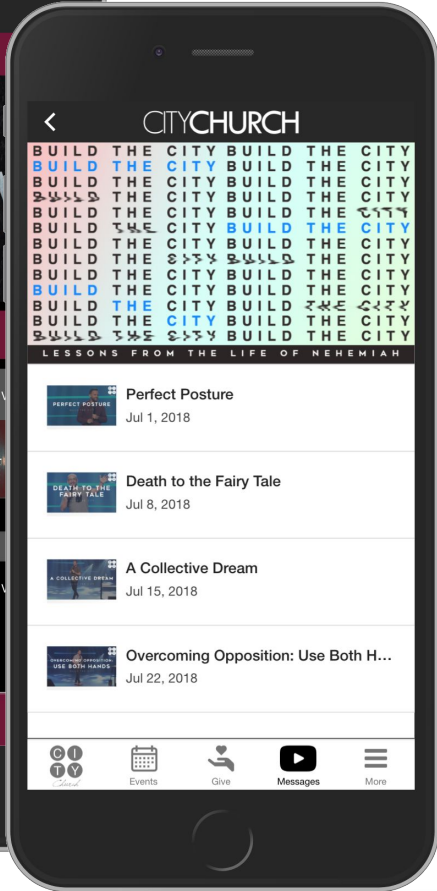 CITYCHURCH
BUILD THE CITY BUILD THE CITY
BUILD THE CITY BUILD THE CITY
BUILD THE CITY BUILD THE CITY
THE CITY BUILD THE CITY
BUILD THE CITY BUILD THE
BUILD CITY BUILD THE CITY
BUILD THE CITY BUILD THE CITY
BUILD THE THE CITY
BUILD THE CITY BUILD THE CITY
BUILD THE CITY BUILD THE CITY
BUILD THE CITY BUILD
BUILD THE CITY BUILD THE CITY
BUILD THE CITY
LESSONS FROM THE LIFE OF NEHEMIAH
PERFECT POSTURE
Perfect Posture
Jul 1, 2018
DEATH TO THE
FAIRY TALE
Death to the Fairy Tale
Jul 8, 2018
A COLLECTIVE DREAM
A Collective Dream
Jul 15, 2018
OVERCOMING OPPOSITION:
USE BOTH HANDS
Overcoming Opposition: Use Both H...
Jul 22, 2018
CITY
Church
Events
Give
Messages
More